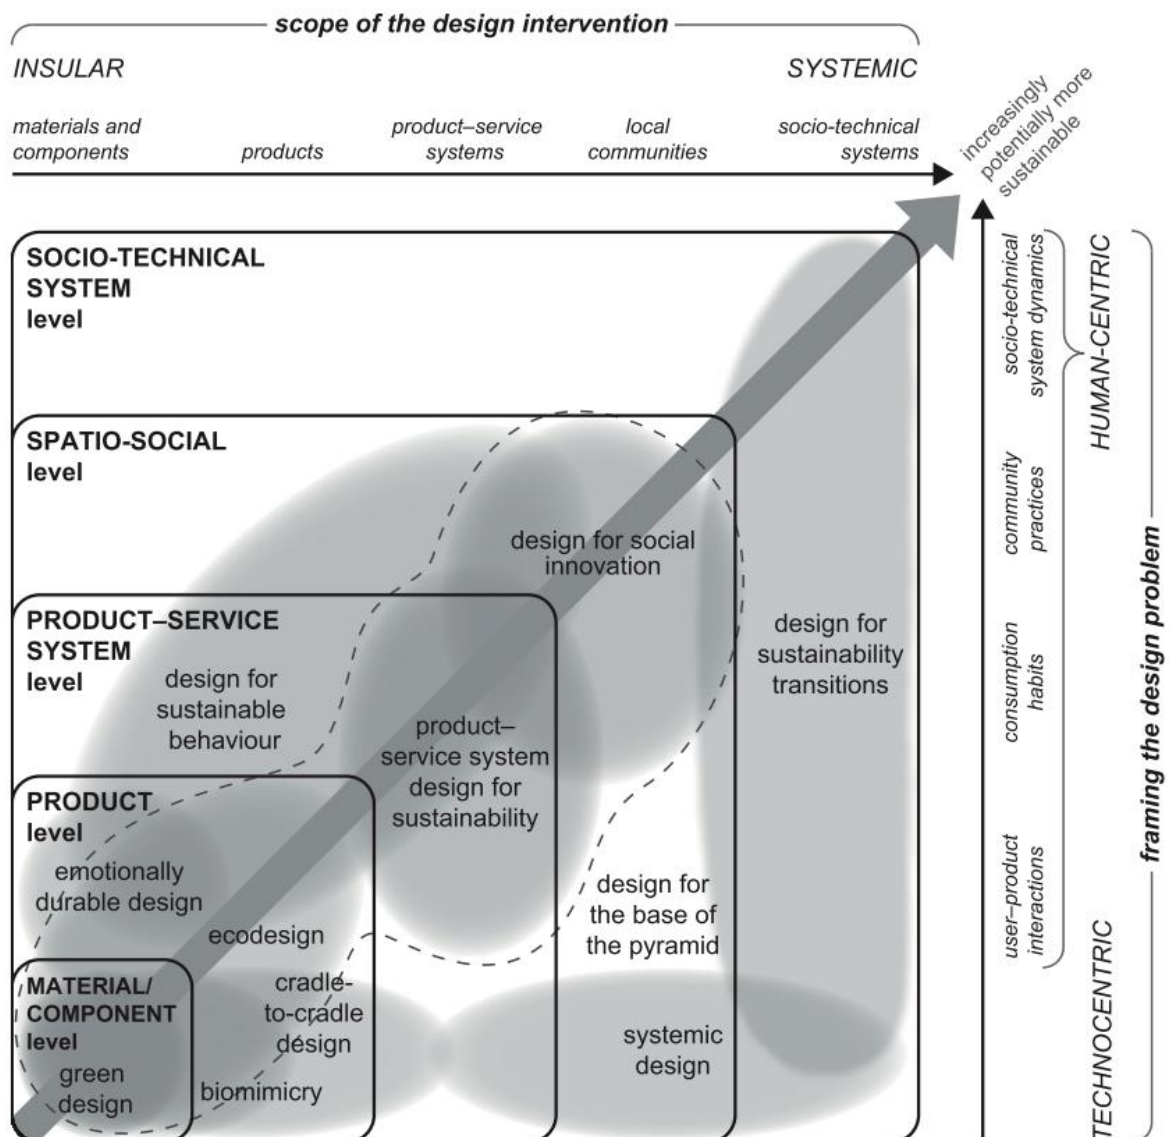 scope of the design intervention
INSULAR
SYSTEMIC
materials and
components
products
product–service
systems
local
communities
socio-technical
systems
increasingly
potentially more
sustainable
SOCIO-TECHNICAL
SYSTEM
level
SPATIO-SOCIAL
level
design for social
innovation
PRODUCT–SERVICE
SYSTEM
level
design for
sustainable
behaviour
product–
service system
design for
sustainability
design for
sustainability
transitions
PRODUCT
level
emotionally
durable design
ecodesign
design for
the base of
the pyramid
MATERIAL/
COMPONENT
level
green
design
cradle-
to-cradle
design
biomimicry
systemic
design
socio-technical
system dynamics
community
practices
consumption
habits
user–product
interactions
HUMAN-CENTRIC
TECHNOCENTRIC
framing the design problem